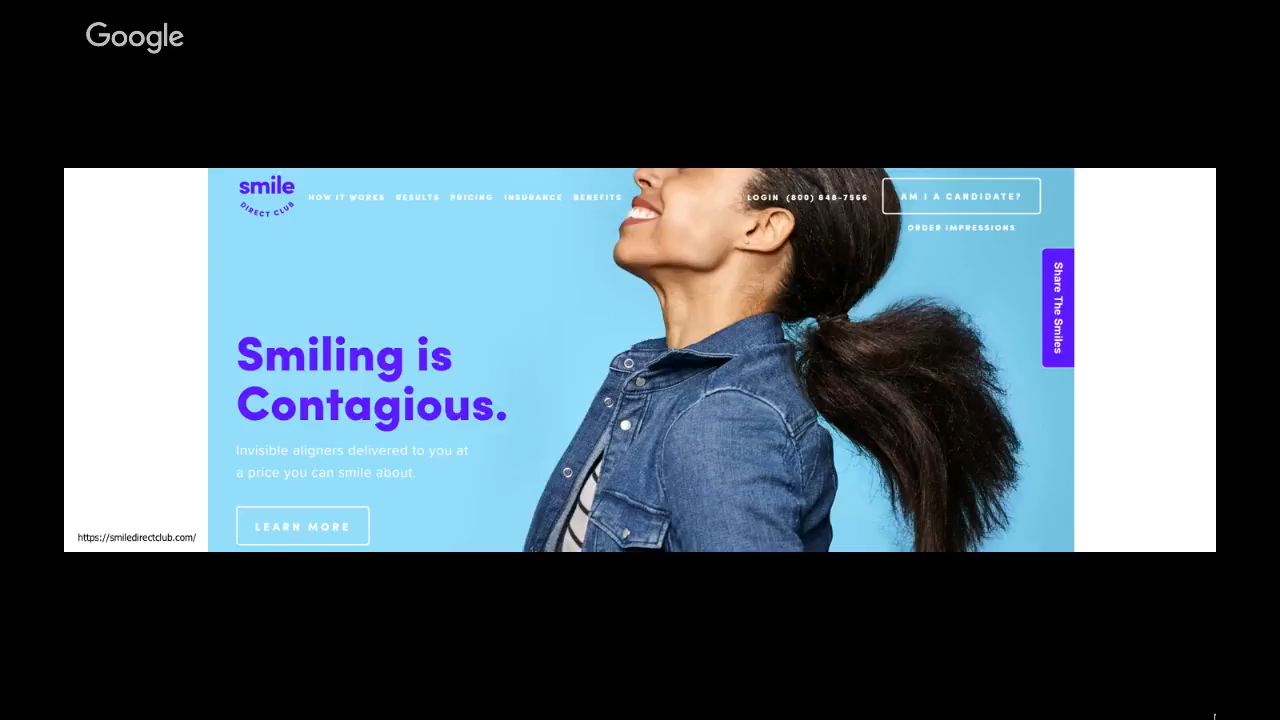 Google
smile
DIRECT CLUB
HOW IT WORKS RESULTS PRICING INSURANCE BENEFITS
LOGIN (800) 848-7566
AM I A CANDIDATE?
ORDER IMPRESSIONS
Share The Smiles
Smiling is
Contagious.
Invisible aligners delivered to you at
a price you can smile about.
LEARN MORE
https://smiledirectclub.com/